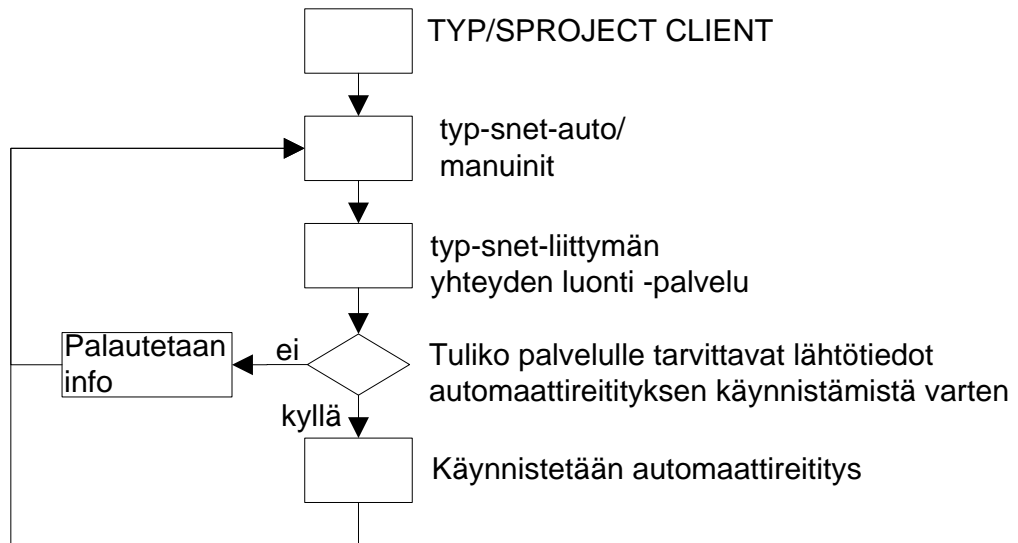 TYP/SPROJECT CLIENT
typ-snet-auto/
manuinit
typ-snet-liittymän
yhteyden luonti -palvelu
Palautetaan
info
ei
Tuliko palvelulle tarvittavat lähtötiedot
automaattireitityksen käynnistämistä varten
kyllä
Käynnistetään automaattireititys